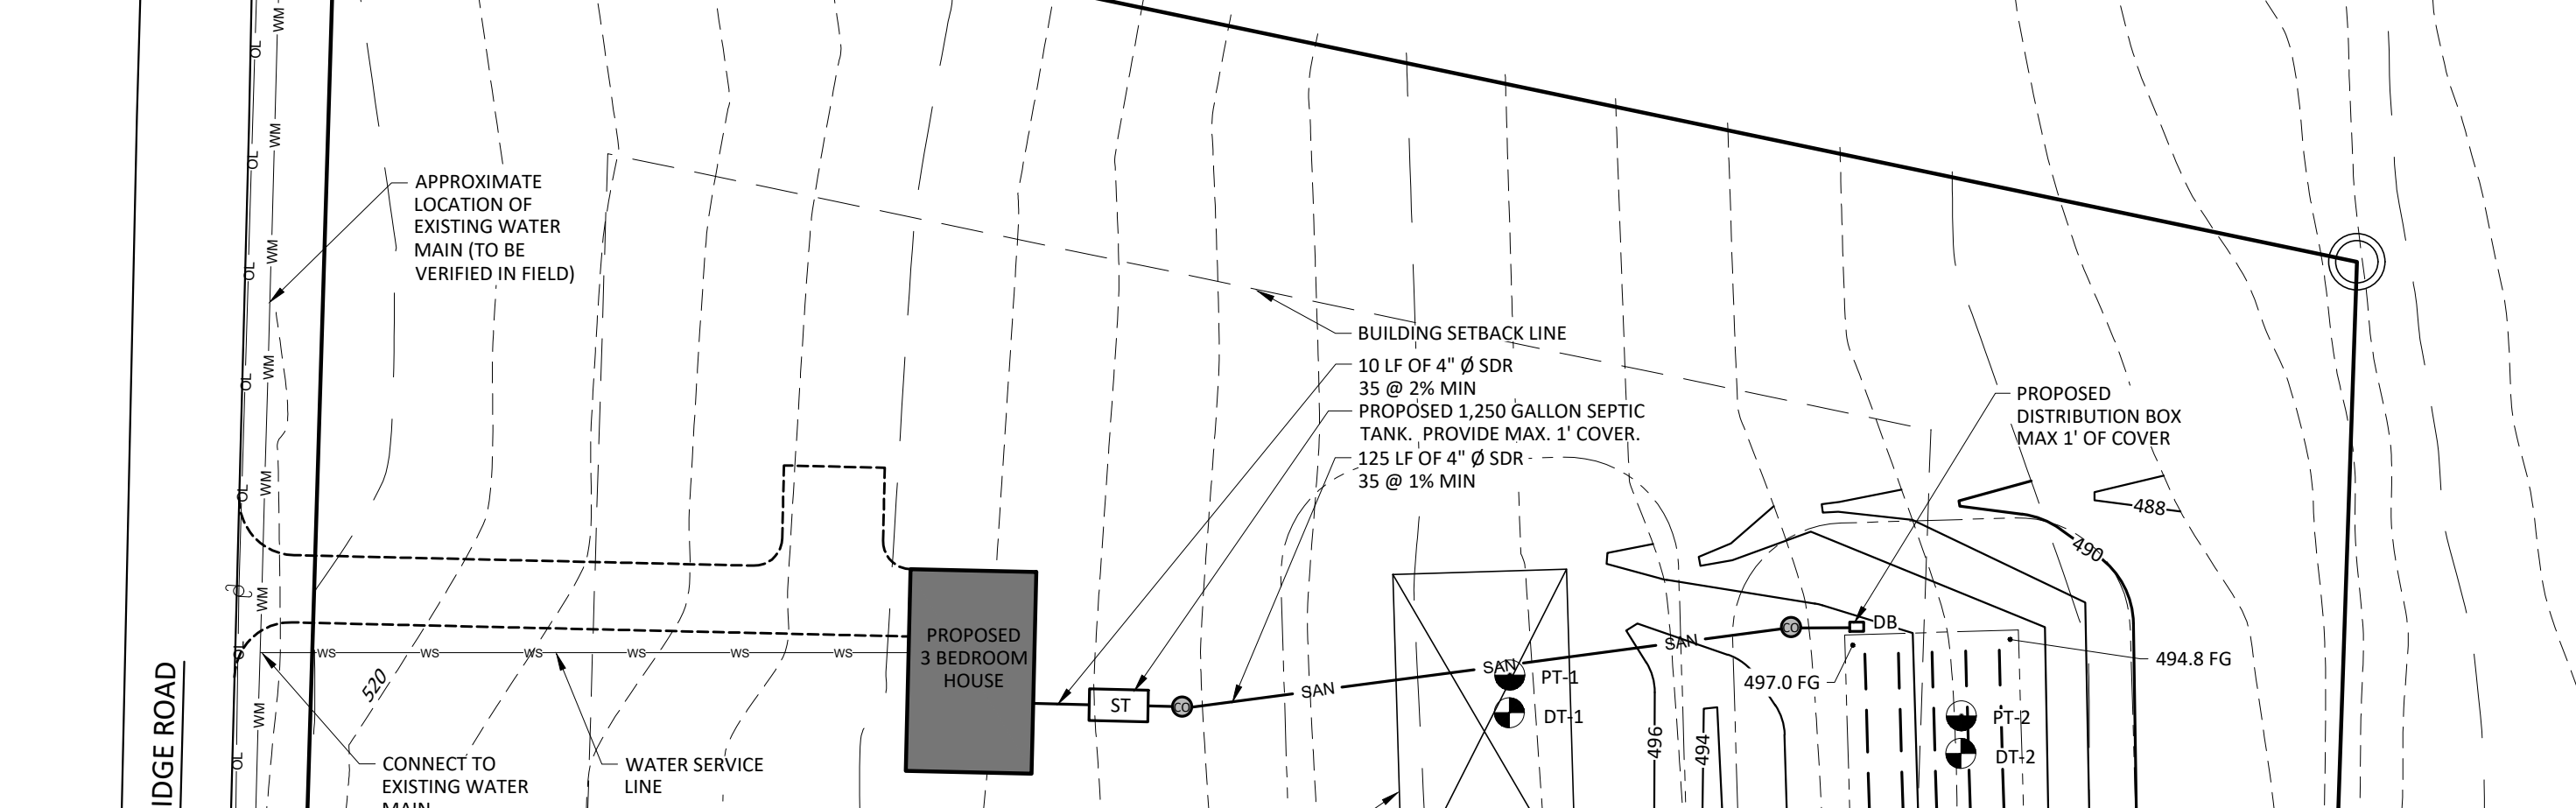 OL
WM
OL
WM
OL
WM
OL
WM
OL
WM
WM
OL
WM
OL
APPROXIMATE
LOCATION OF
EXISTING WATER
MAIN (TO BE
VERIFIED IN FIELD)
BUILDING SETBACK LINE
10 LF OF 4" Ø SDR
35 @ 2% MIN
PROPOSED 1,250 GALLON SEPTIC
TANK. PROVIDE MAX. 1' COVER.
125 LF OF 4" Ø SDR
35 @ 1% MIN
PROPOSED
DISTRIBUTION BOX
MAX 1' OF COVER
488
490
PROPOSED
3 BEDROOM
HOUSE
WS
WS
WS
WS
WS
WS
520
ST
CO
SAN
SAN
SAN
CO
DB
PT-1
DT-1
497.0 FG
494.8 FG
496
494
PT-2
DT-2
IDGE ROAD
CONNECT TO
EXISTING WATER
MAIN
WATER SERVICE
LINE